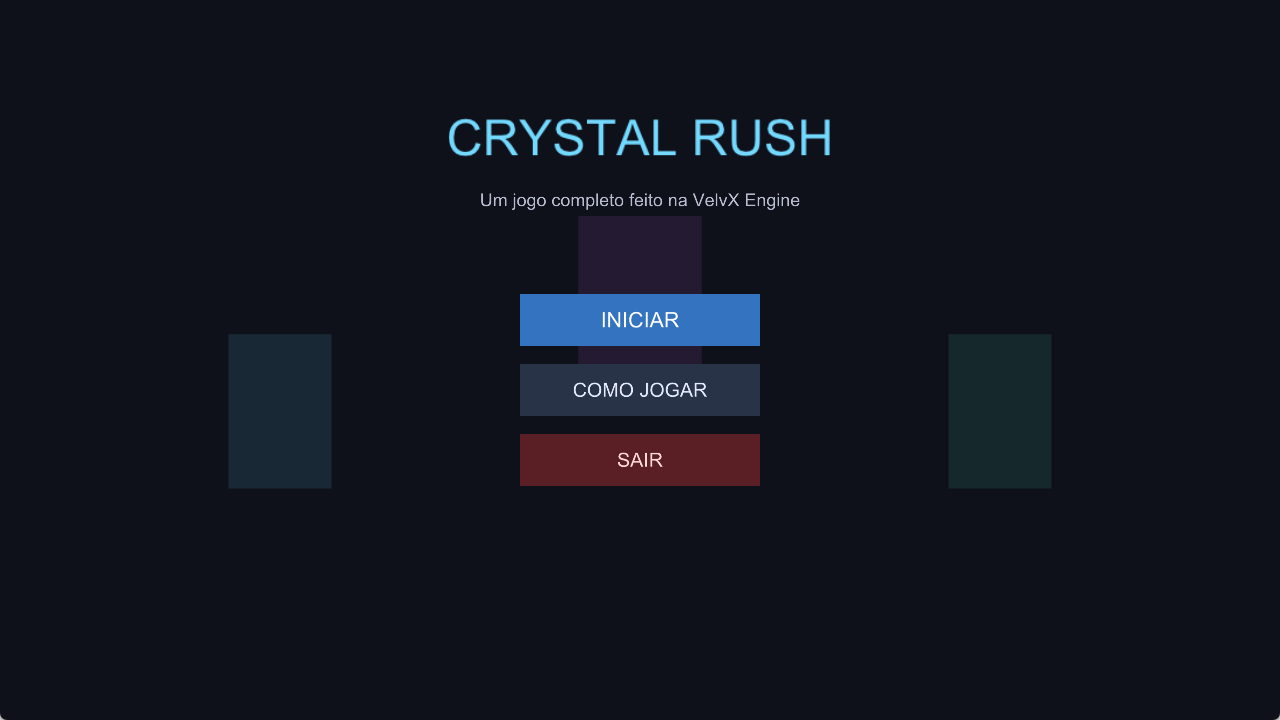 CRYSTAL RUSH
Um jogo completo feito na VelvX Engine
INICIAR
COMO JOGAR
SAIR